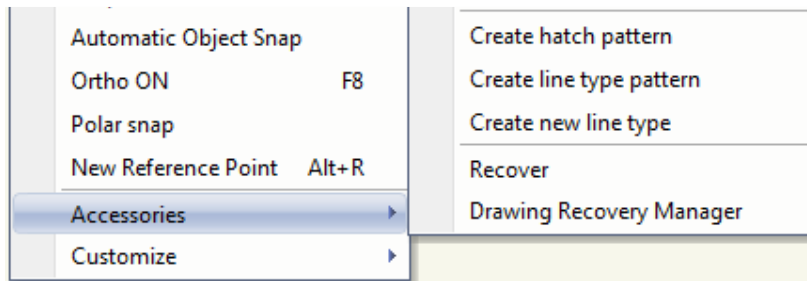 Automatic Object Snap
Ortho ON F8
Polar snap
New Reference Point Alt+R
Accessories
Customize
Create hatch pattern
Create line type pattern
Create new line type
Recover
Drawing Recovery Manager